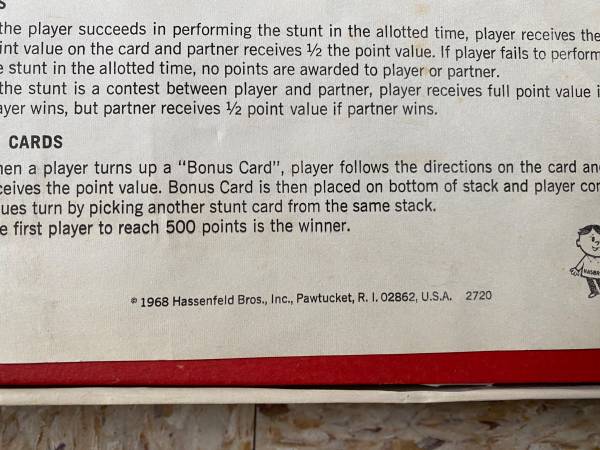 S
the player succeeds in performing the stunt in the allotted time, player receives the
int value on the card and partner receives ½ the point value. If player fails to perform
e stunt in the allotted time, no points are awarded to player or partner.
the stunt is a contest between player and partner, player receives full point value i
ayer wins, but partner receives ½ point value if partner wins.
CARDS
hen a player turns up a "Bonus Card", player follows the directions on the card and
ceives the point value. Bonus Card is then placed on bottom of stack and player con
ues turn by picking another stunt card from the same stack.
e first player to reach 500 points is the winner.
© 1968 Hassenfeld Bros., Inc., Pawtucket, R. I. 02862, U.S.A. 2720